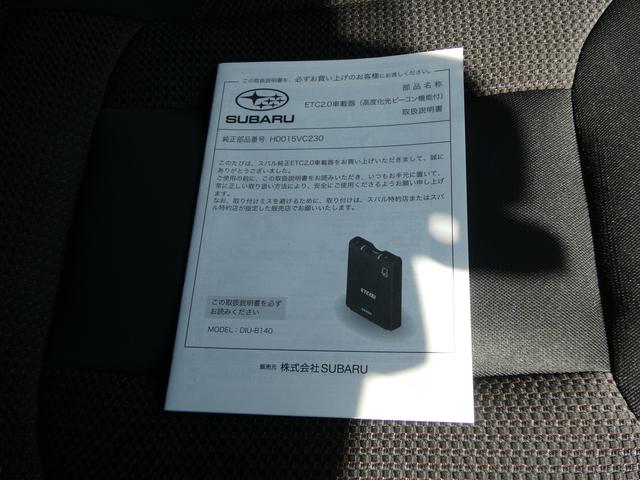 この取扱説明書を、必ずお買い上げのお客様にお渡しください。
部品名称
ETC2.0車載器（高度化光ビーコン機能付）
取扱説明書
SUBARU
純正部品番号 H0015VC230
このたびは、スバル純正ETC2.0車載器をお買い上げいただきまして、誠に
ありがとうございました。
ご使用の前に、この取扱説明書をお読みいただき、いつもお手元に置いて、
常に正しい取り扱い方法により、安全にご使用くださるようお願い申し上げ
ます。
なお、取り付けミスを避けるために、取り付けは、スバル特約店またはスバ
ル特約店が指定した販売店でお願いいたします。
この取扱説明書を必ず
お読みください
MODEL : DIU-B140
販売元 株式会社SUBARU